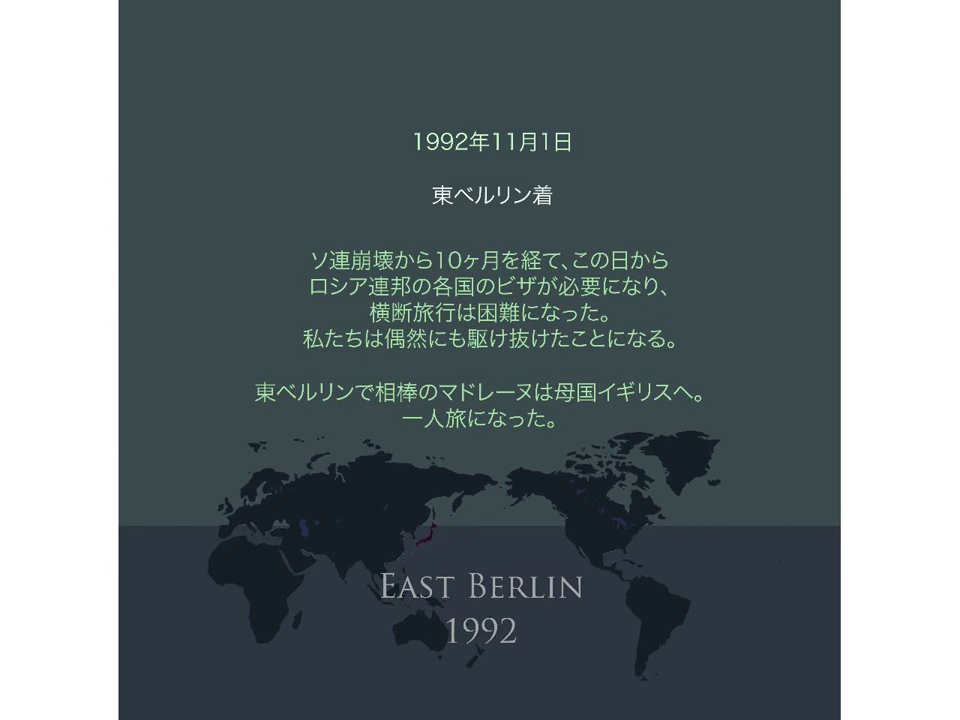 1992年11月1日
東ベルリン着
ソ連崩壊から10ヶ月を経て、この日から
ロシア連邦の各国のビザが必要になり、
横断旅行は困難になった。
私たちは偶然にも駆け抜けたことになる。
東ベルリンで相棒のマドレーヌは母国イギリスへ。
一人旅になった。
EAST BERLIN
1992